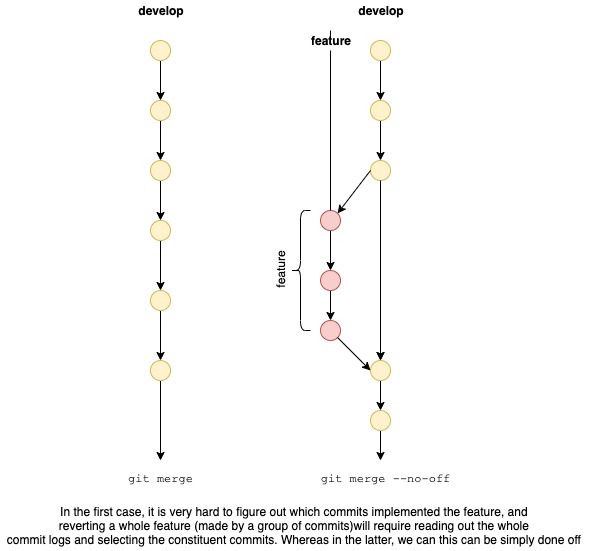 develop
develop
feature
feature
git merge
git merge --no-off
In the first case, it is very hard to figure out which commits implemented the feature, and
reverting a whole feature (made by a group of commits)will require reading out the whole
commit logs and selecting the constituent commits. Whereas in the latter, we can this can be simply done off